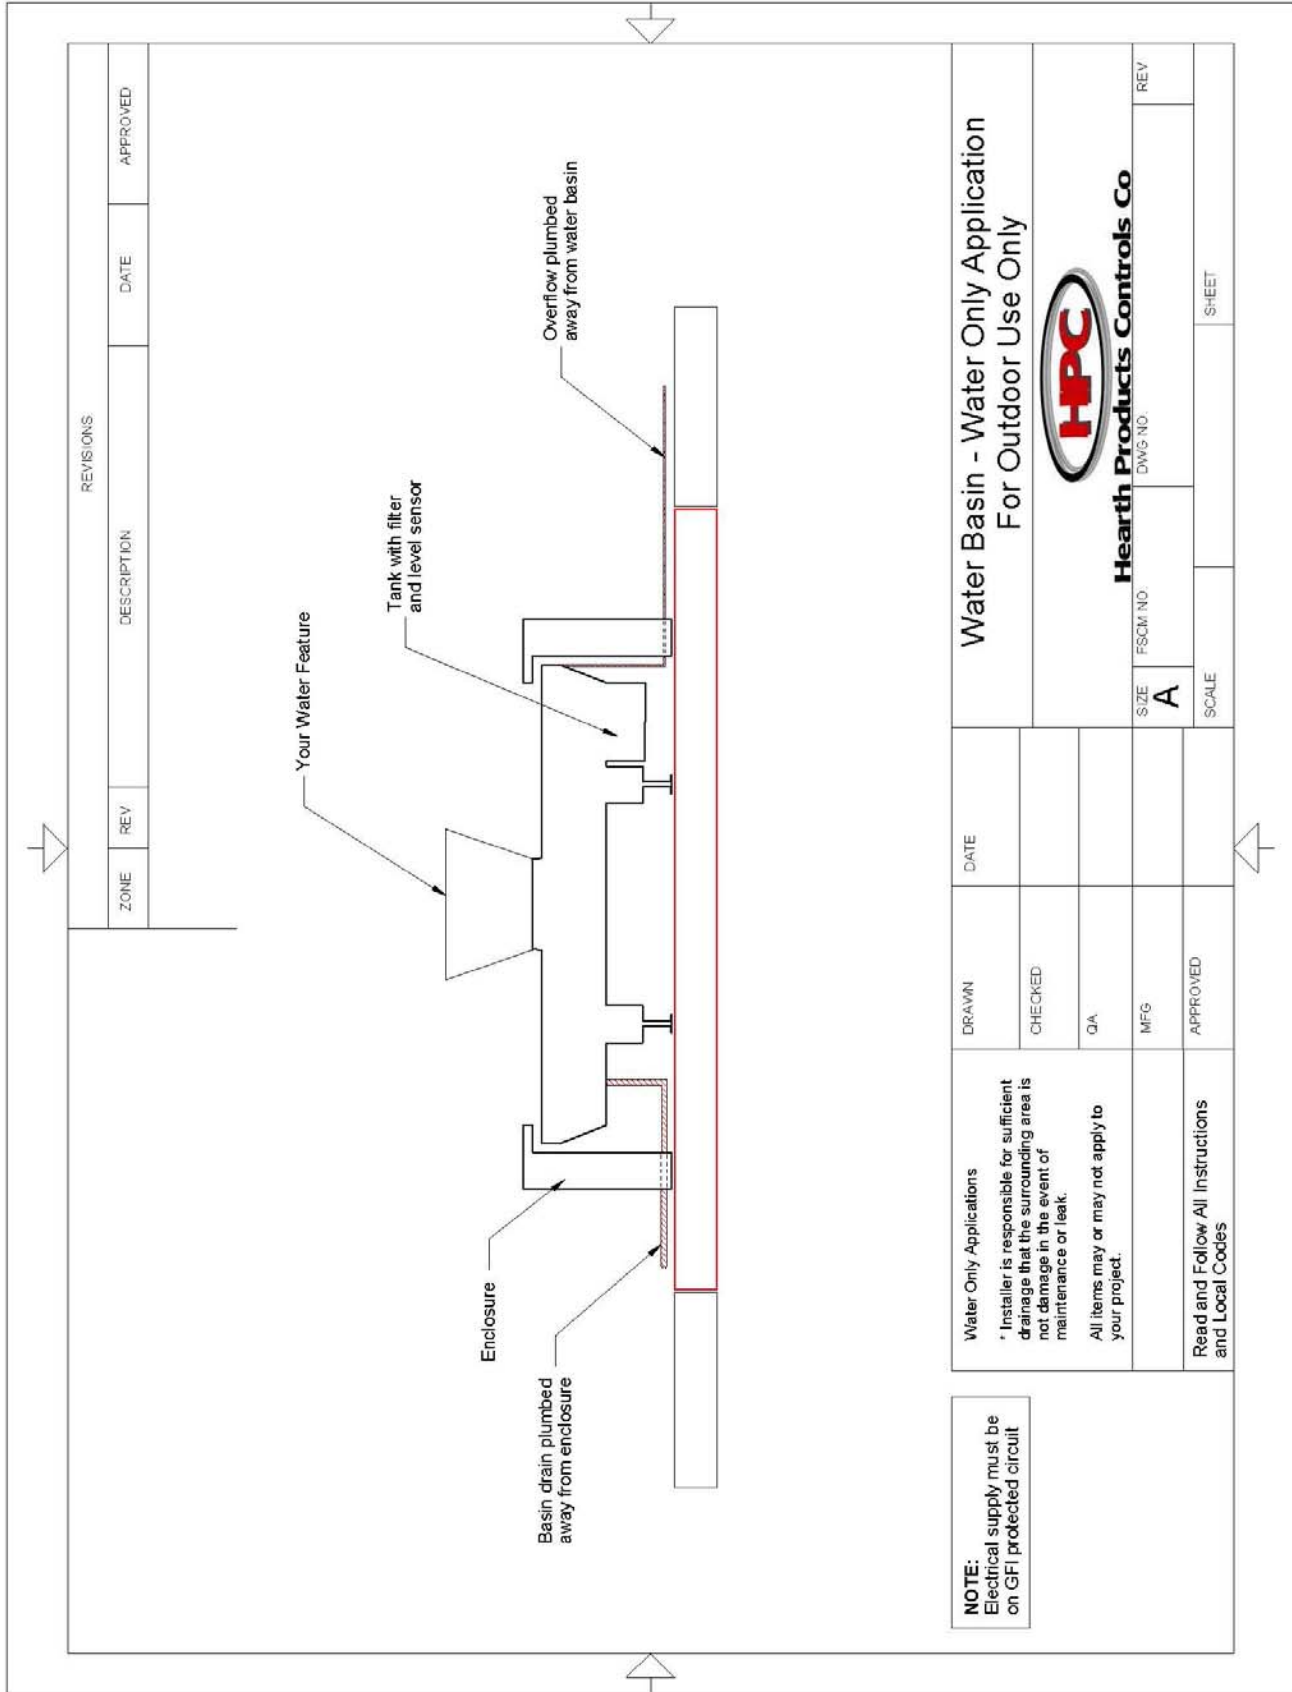 REVISIONS
ZONE
REV
DESCRIPTION
DATE
APPROVED
Your Water Feature
Tank with filter
and level sensor
Overflow plumbed
away from water basin
Enclosure
Basin drain plumbed
away from enclosure
NOTE:
Electrical supply must be
on GFI protected circuit
Water Only Applications
* Installer is responsible for sufficient
drainage that the surrounding area is
not damage in the event of
maintenance or leak.
All items may or may not apply to
your project.
Read and Follow All Instructions
and Local Codes
DRAWN
DATE
CHECKED
QA
MFG
APPROVED
Water Basin - Water Only Application
For Outdoor Use Only
HPC
Hearth Products Controls Co
SIZE
A
FSCM NO.
DWG NO.
REV
SCALE
SHEET